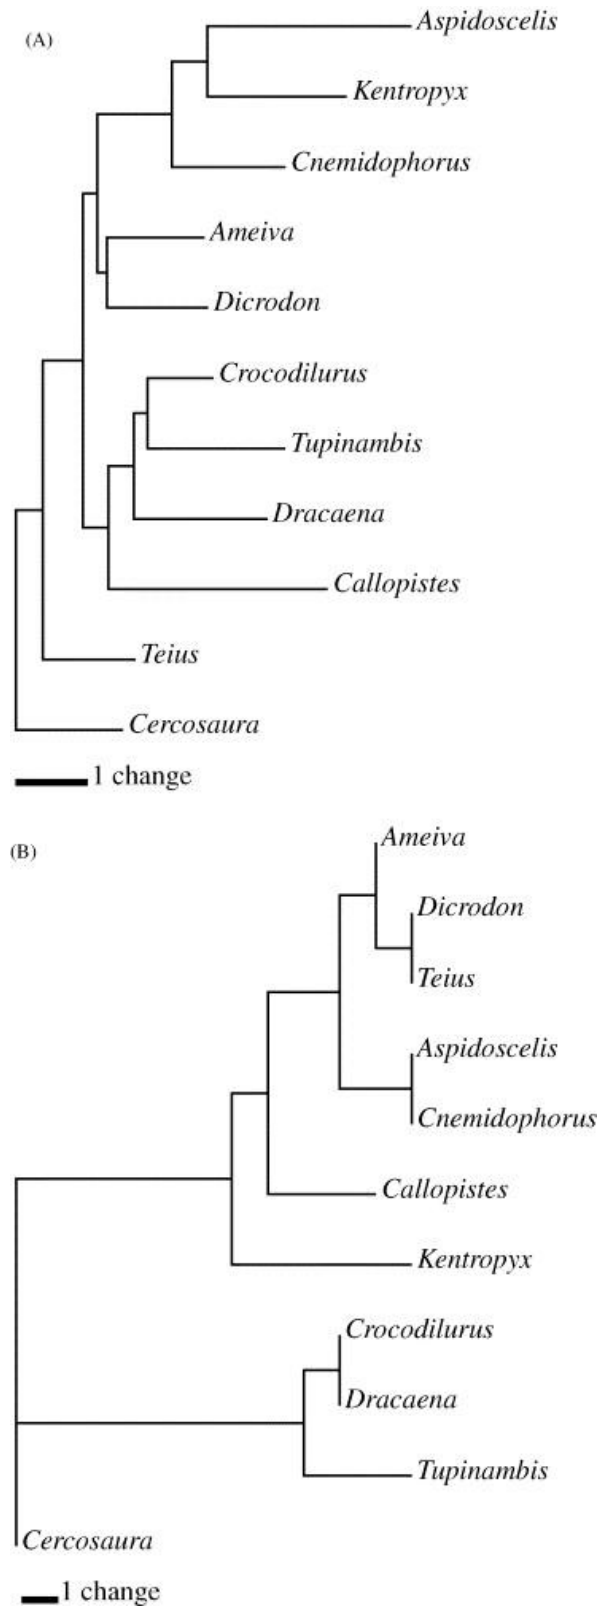 (A)
Aspidoscelis
Kentropyx
Cnemidophorus
Ameiva
Dicrodon
Crocodilurus
Tupinambis
Dracaena
Callopistes
Teius
Cercosaura
1 change
(B)
Ameiva
Dicrodon
Teius
Aspidoscelis
Cnemidophorus
Callopistes
Kentropyx
Crocodilurus
Dracaena
Tupinambis
Cercosaura
1 change